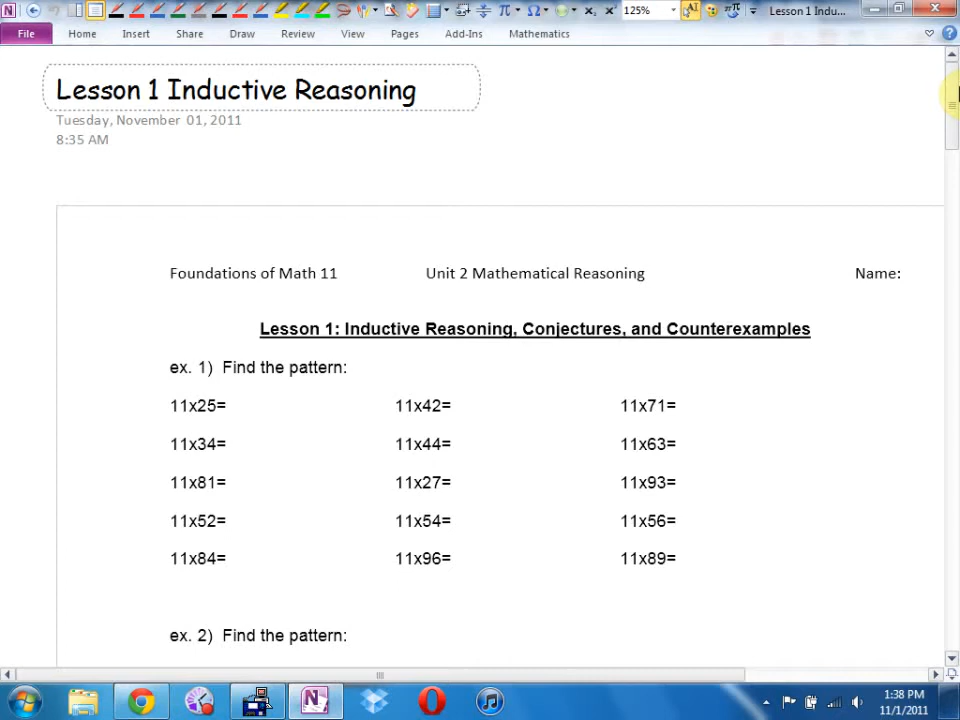 125% Lesson 1 Indu...
File Home Insert Share Draw Review View Pages Add-Ins Mathematics
Lesson 1 Inductive Reasoning
Tuesday, November 01, 2011
8:35 AM
Foundations of Math 11 Unit 2 Mathematical Reasoning Name:
Lesson 1: Inductive Reasoning, Conjectures, and Counterexamples
ex. 1) Find the pattern:
11x25= 11x42= 11x71=
11x34= 11x44= 11x63=
11x81= 11x27= 11x93=
11x52= 11x54= 11x56=
11x84= 11x96= 11x89=
ex. 2) Find the pattern:
1:38 PM
11/1/2011